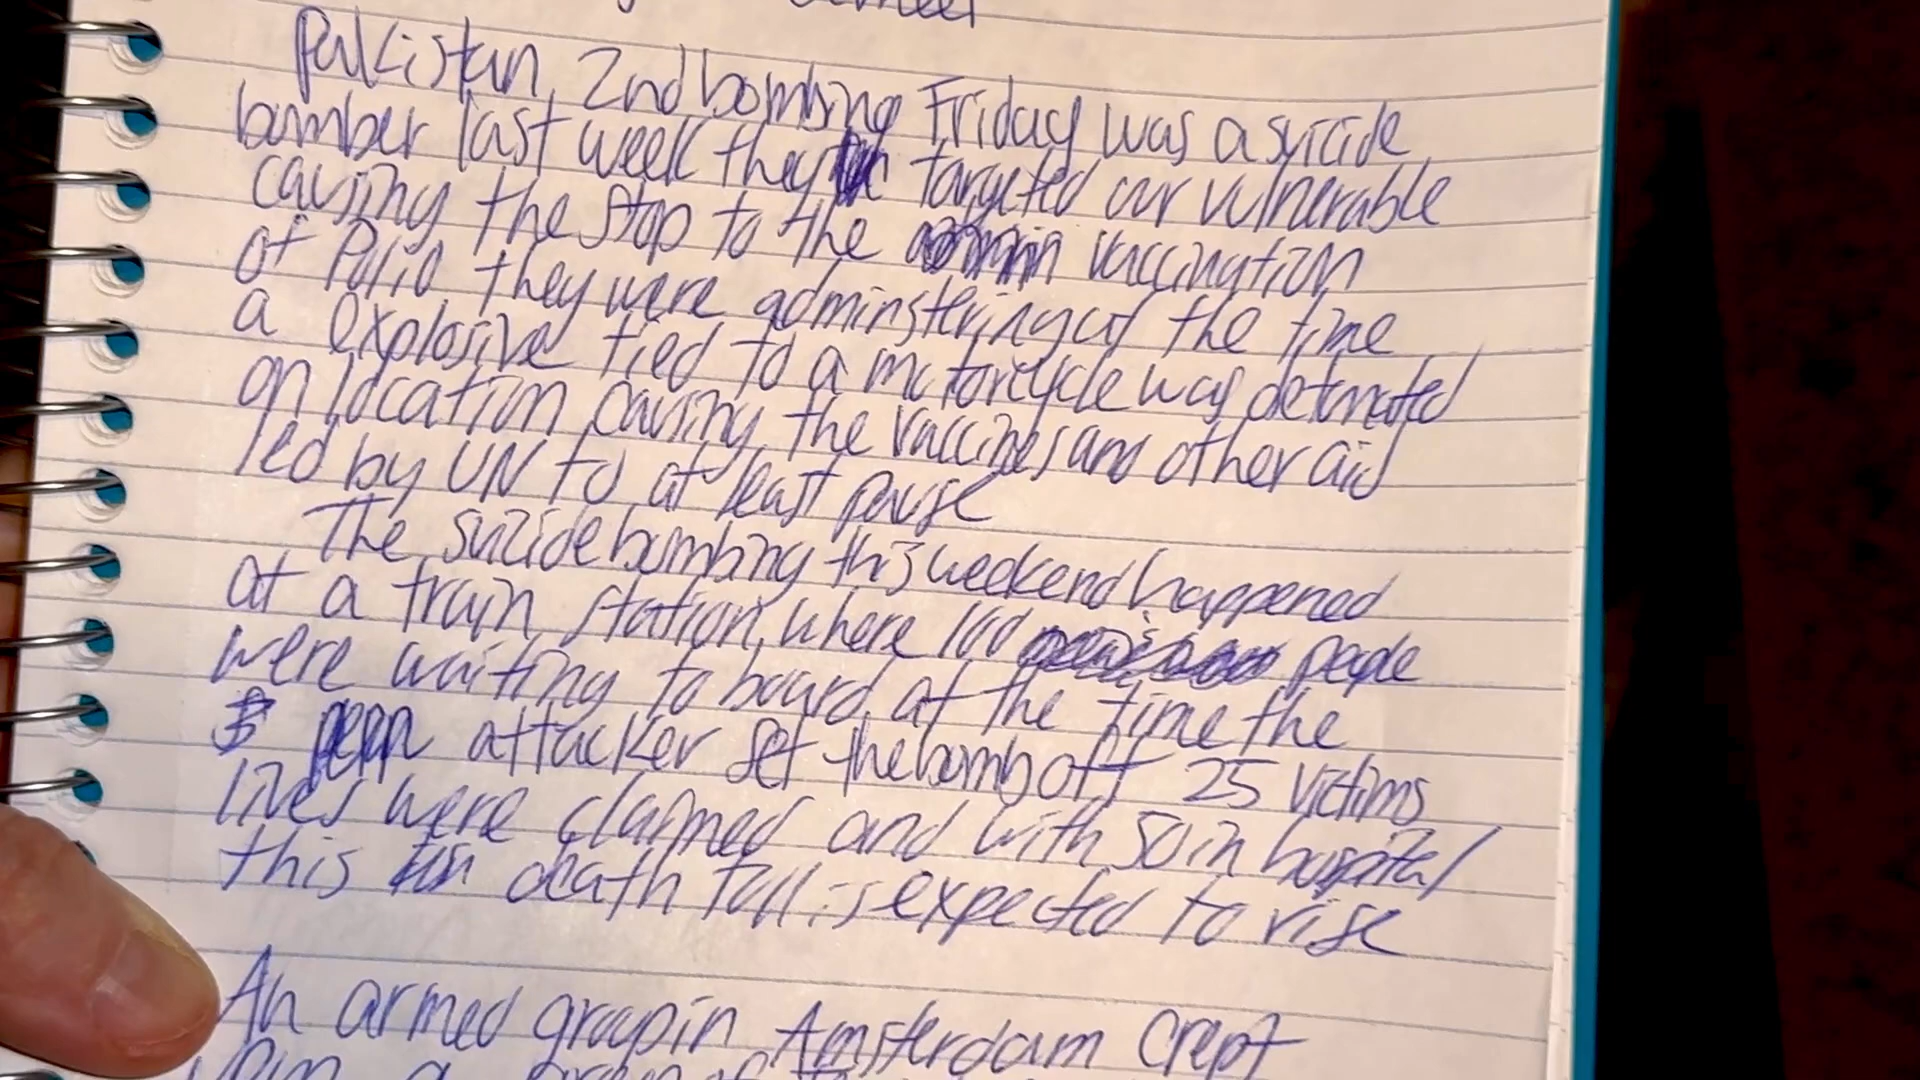 Pakistan, 2nd bombing Friday was a suicide
bomber last week they targeted our vulnerable
causing the stop to the vaccination
of Polio they were adminstering at the time
a explosive tied to a motorcycle was detonated
on location causing the vaccines and other aid
led by UN to at least pause
The suicide bombing this weekend happened
at a train station, where 100 people
were waiting to board at the time the
attacker set the bomb off 25 victims
lives were claimed and with 50 in hospital
this death toll is expected to rise
An armed group in Amsterdam crept